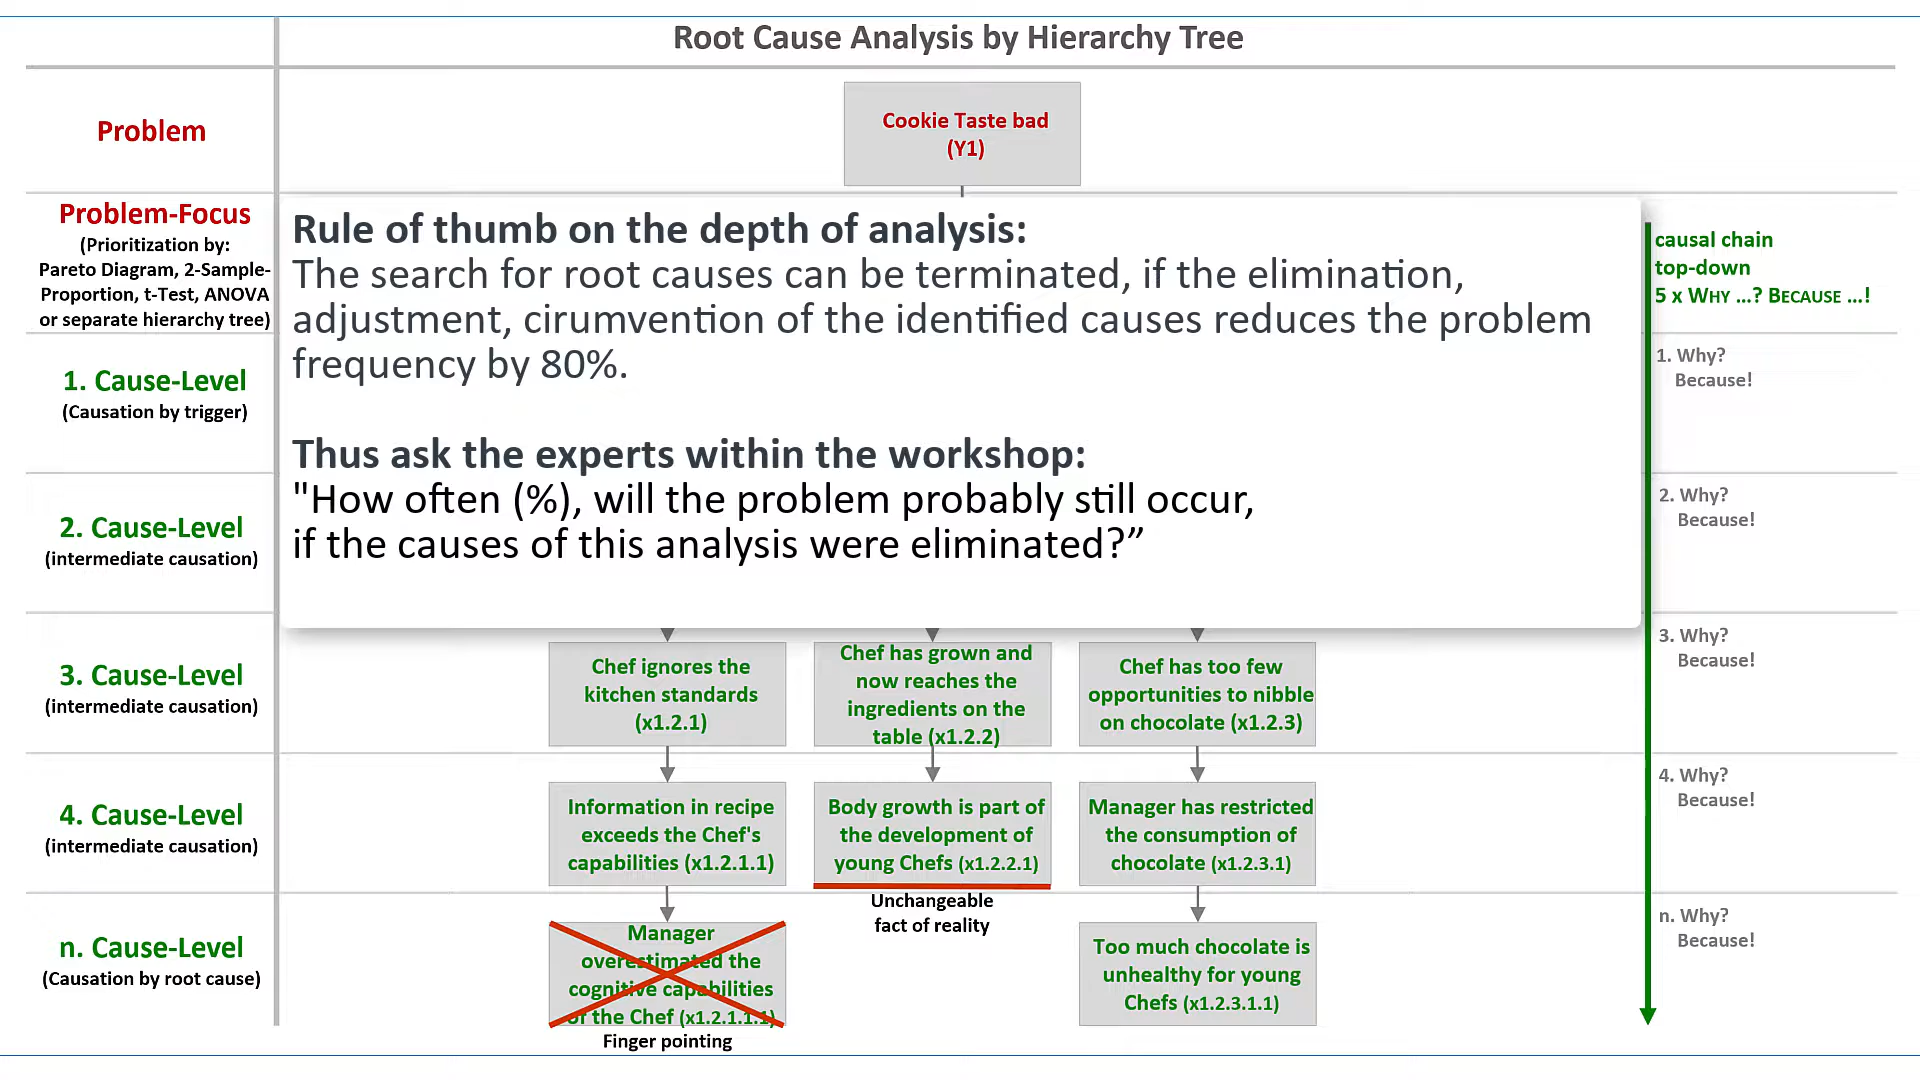 Root Cause Analysis by Hierarchy Tree
Problem
Cookie Taste bad
(Y1)
Problem-Focus
(Prioritization by:
Pareto Diagram, 2-Sample-
Proportion, t-Test, ANOVA
or separate hierarchy tree)
Rule of thumb on the depth of analysis:
The search for root causes can be terminated, if the elimination,
adjustment, cirumvention of the identified causes reduces the problem
frequency by 80%.
Thus ask the experts within the workshop:
"How often (%), will the problem probably still occur,
if the causes of this analysis were eliminated?”
causal chain
top-down
5 x WHY ...? BECAUSE ...!
1. Cause-Level
(Causation by trigger)
1. Why?
Because!
2. Cause-Level
(intermediate causation)
2. Why?
Because!
3. Cause-Level
(intermediate causation)
Chef ignores the
kitchen standards
(x1.2.1)
Chef has grown and
now reaches the
ingredients on the
table (x1.2.2)
Chef has too few
opportunities to nibble
on chocolate (x1.2.3)
3. Why?
Because!
4. Cause-Level
(intermediate causation)
Information in recipe
exceeds the Chef's
capabilities (x1.2.1.1)
Body growth is part of
the development of
young Chefs (x1.2.2.1)
Unchangeable
fact of reality
Manager has restricted
the consumption of
chocolate (x1.2.3.1)
4. Why?
Because!
n. Cause-Level
(Causation by root cause)
Manager
overestimated the
cognitive capabilities
of the Chef (x1.2.1.1.1)
Finger pointing
Too much chocolate is
unhealthy for young
Chefs (x1.2.3.1.1)
n. Why?
Because!